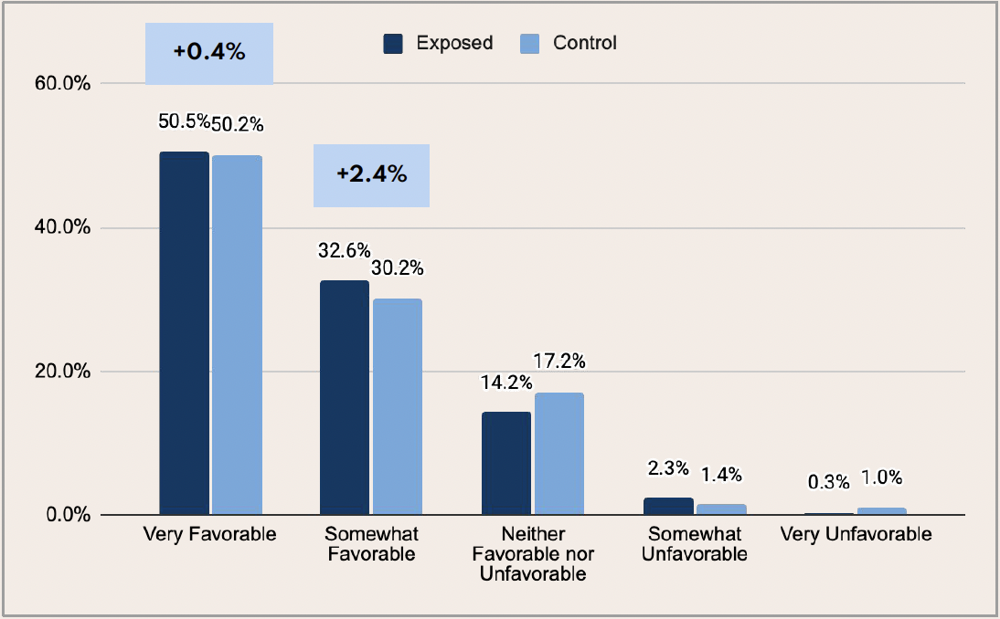 +0.4%
Exposed
Control
60.0%
50.5%
50.2%
+2.4%
40.0%
32.6%
30.2%
20.0%
14.2%
17.2%
2.3%
1.4%
0.3%
1.0%
0.0%
Very Favorable
Somewhat
Favorable
Neither
Favorable nor
Unfavorable
Somewhat
Unfavorable
Very Unfavorable